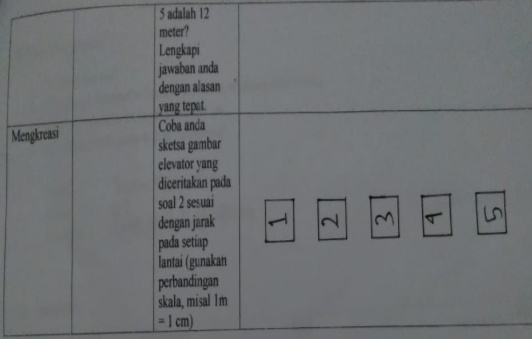 5 adalah 12
meter?
Lengkapi
jawaban anda
dengan alasan
yang tepat.
Mengkreasi
Coba anda
sketsa gambar
elevator yang
diceritakan pada
soal 2 sesuai
dengan jarak
pada setiap
lantai (gunakan
perbandingan
skala, misal 1m
= 1 cm)
1 2 3 4 5